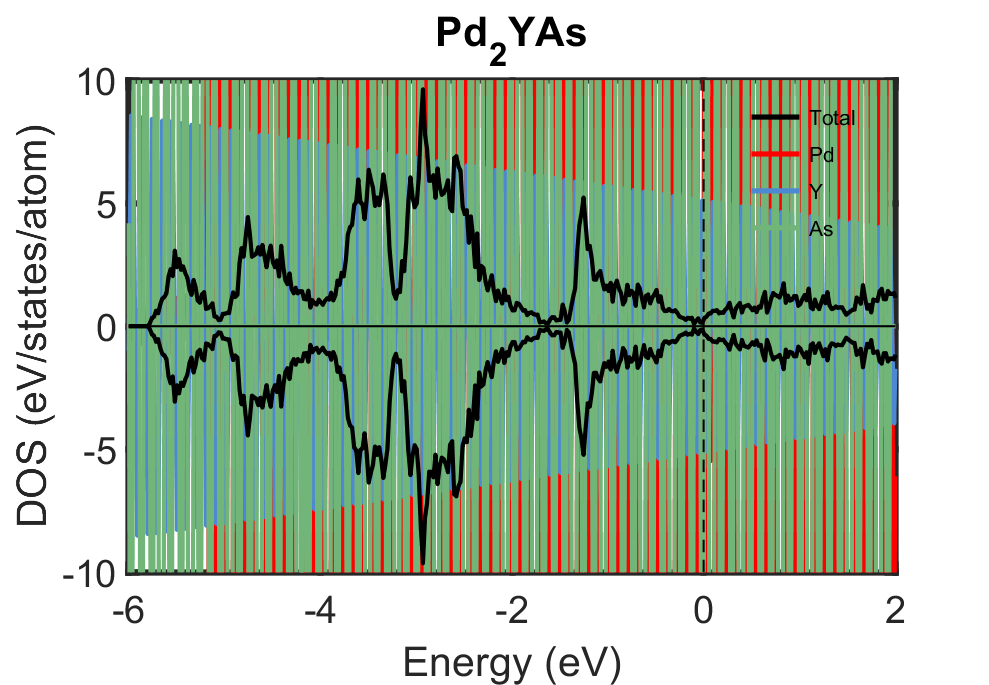 Pd₂YAs
10
5
0
-5
-10
DOS (eV/states/atom)
Total
Pd
Y
As
-6 -4 -2 0 2
Energy (eV)